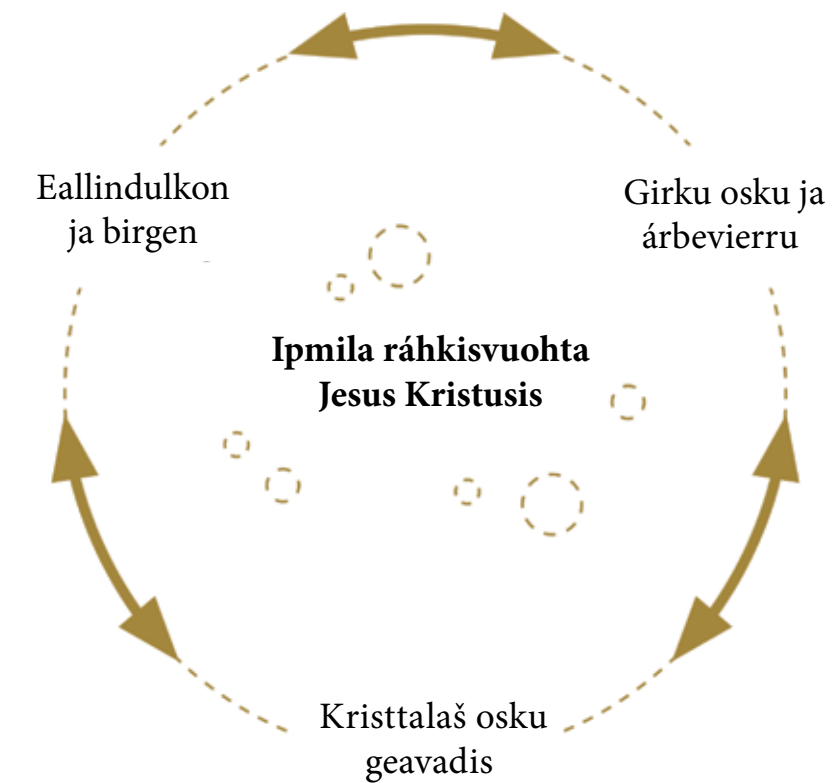 Eallindulkon
ja birgen
Girku osku ja
árbevierru
Ipmila ráhkisvuohta
Jesus Kristusis
Kristtalaš osku
geavadis